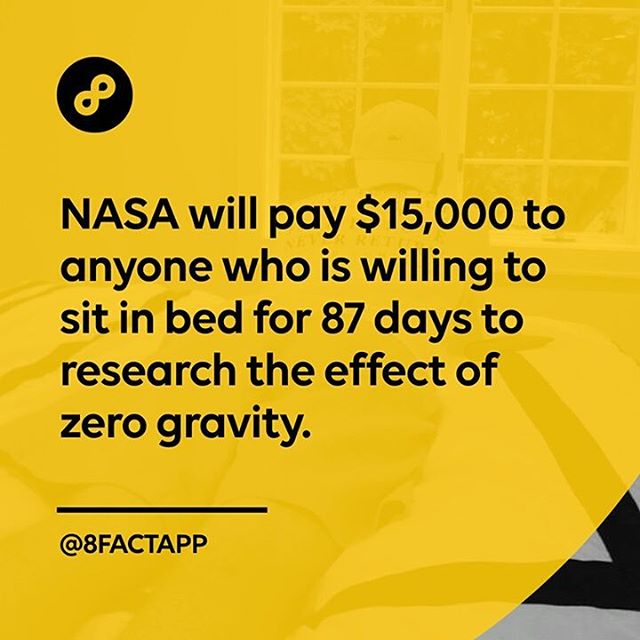 NASA will pay $15,000 to
anyone who is willing to
sit in bed for 87 days to
research the effect of
zero gravity.
@8FACTAPP